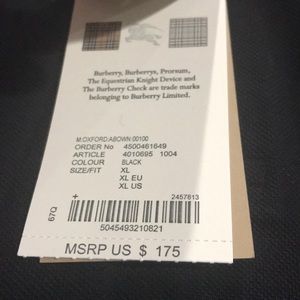 Burberry, Burberrys, Prorsum,
The Equestrian Knight Device and
The Burberry Check are trade marks
belonging to Burberry Limited.
M:OXFORD:ABOWN 00100
ORDER No 4500461649
ARTICLE 4010695 1004
COLOUR BLACK
SIZE/FIT XL
XL EU
XL US
+ 2457613
67Q
5045493210821
MSRP US $ 175